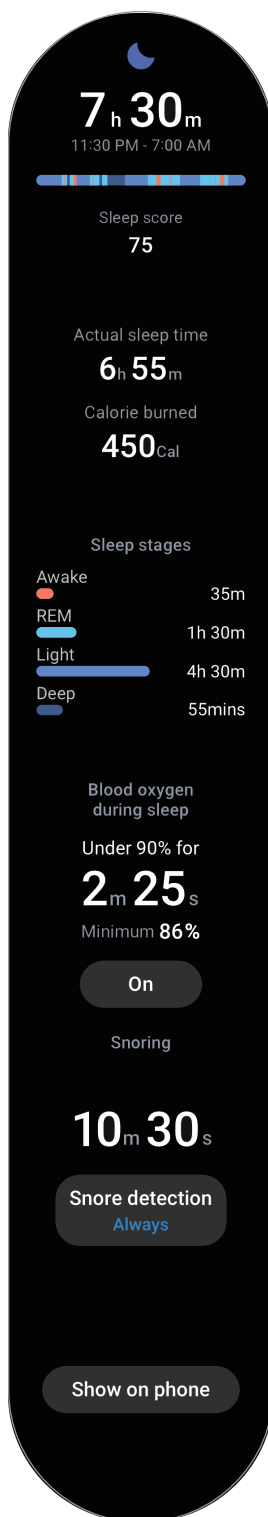 7h 30m
11:30 PM - 7:00 AM
Sleep score
75
Actual sleep time
6h 55m
Calorie burned
450Cal
Sleep stages
Awake
35m
REM
1h 30m
Light
4h 30m
Deep
55mins
Blood oxygen
during sleep
Under 90% for
2m 25s
Minimum 86%
On
Snoring
10m 30s
Snore detection
Always
Show on phone